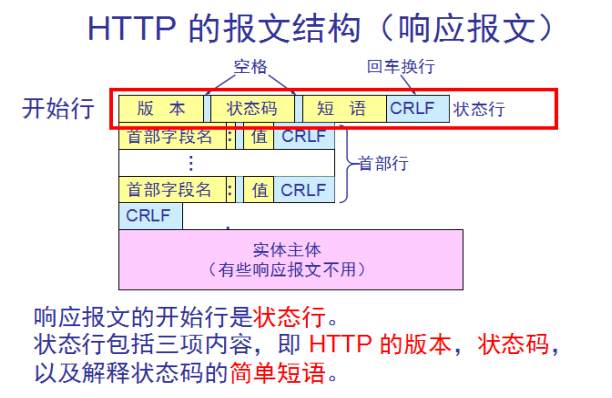 HTTP 的报文结构（响应报文）
空格 回车换行
开始行 版 本 状态码 短 语 CRLF 状态行
首部字段名 : 值 CRLF
⋮ 首部行
首部字段名 : 值 CRLF
CRLF
实体主体
（有些响应报文不用）
响应报文的开始行是状态行。
状态行包括三项内容，即 HTTP 的版本，状态码，
以及解释状态码的简单短语。